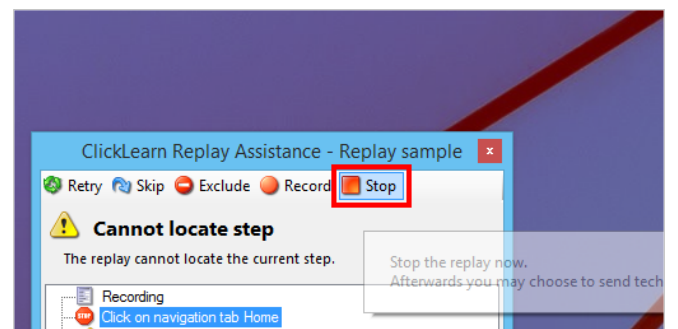 ClickLearn Replay Assistance - Replay sample x
Retry Skip Exclude Record Stop
Cannot locate step
The replay cannot locate the current step.
Stop the replay now.
Afterwards you may choose to send tech
Recording
STOP Click on navigation tab Home